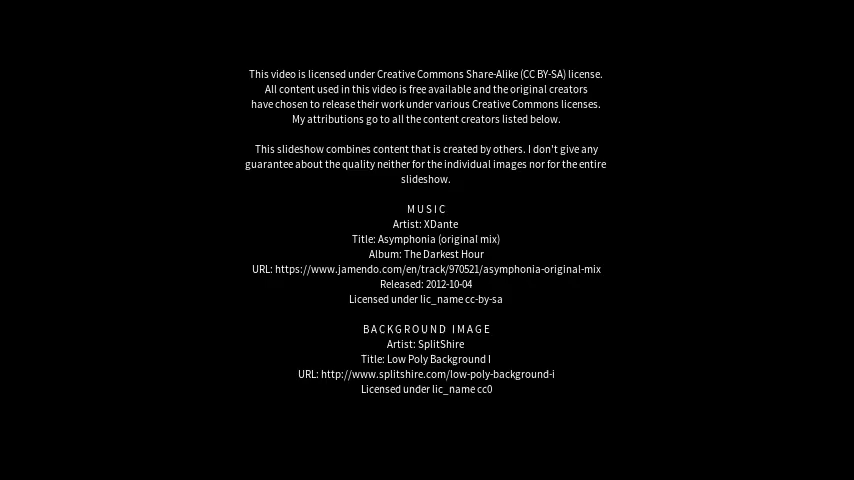 This video is licensed under Creative Commons Share-Alike (CC BY-SA) license.
All content used in this video is free available and the original creators
have chosen to release their work under various Creative Commons licenses.
My attributions go to all the content creators listed below.
This slideshow combines content that is created by others. I don't give any
guarantee about the quality neither for the individual images nor for the entire
slideshow.
MUSIC
Artist: XDante
Title: Asymphonia (original mix)
Album: The Darkest Hour
URL: https://www.jamendo.com/en/track/970521/asymphonia-original-mix
Released: 2012-10-04
Licensed under lic_name cc-by-sa
BACKGROUND IMAGE
Artist: SplitShire
Title: Low Poly Background I
URL: http://www.splitshire.com/low-poly-background-i
Licensed under lic_name cc0